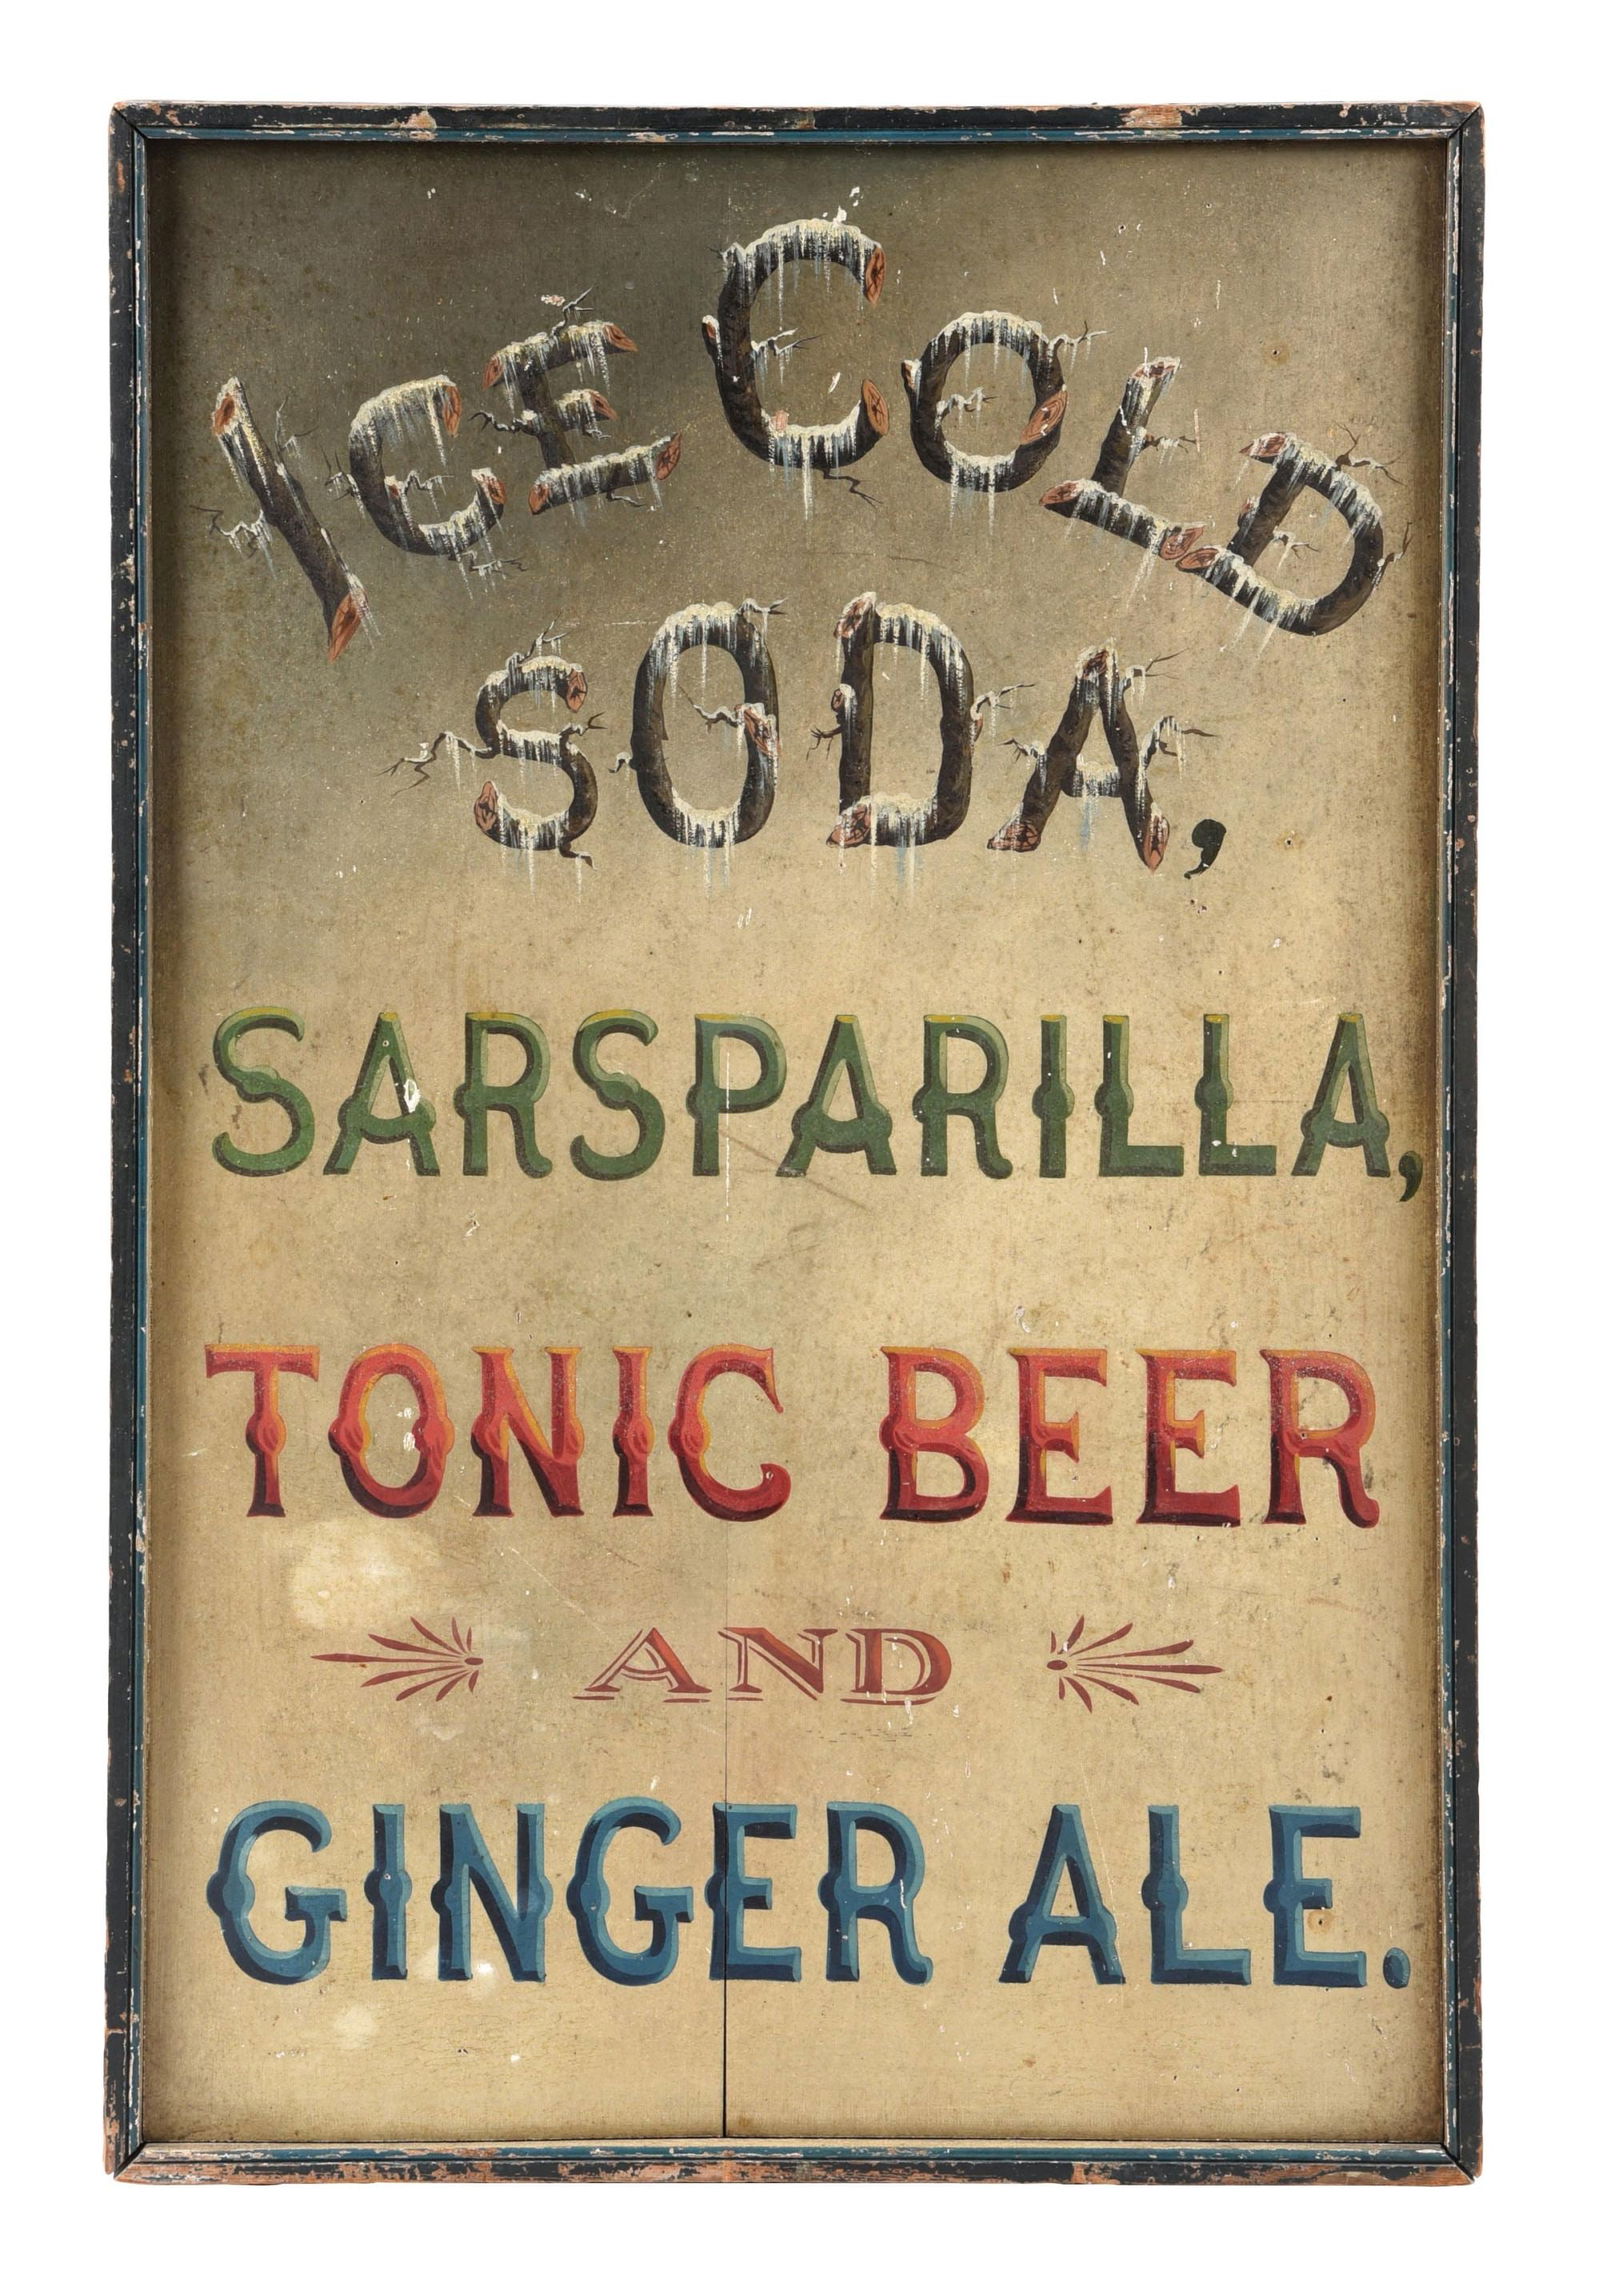 ICE COLD
SODA,
SARSPARILLA,
TONIC BEER
AND
GINGER ALE.